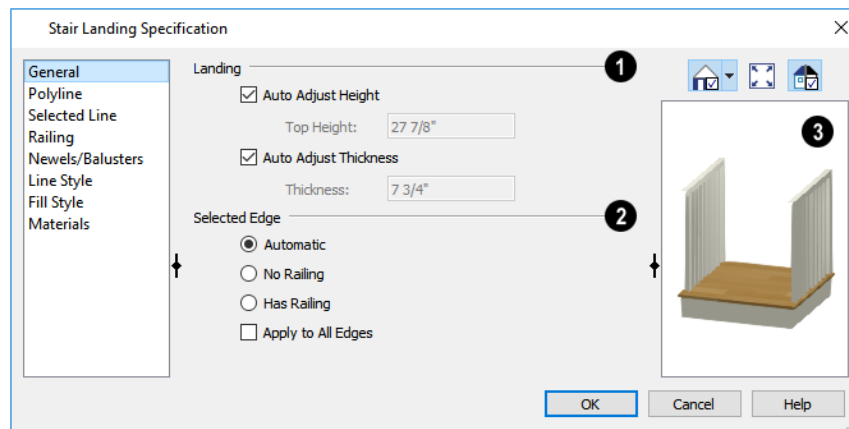 Stair Landing Specification
General
Polyline
Selected Line
Railing
Newels/Balusters
Line Style
Fill Style
Materials
Landing
1
Auto Adjust Height
Top Height: 27 7/8"
Auto Adjust Thickness
Thickness: 7 3/4"
Selected Edge
2
Automatic
No Railing
Has Railing
Apply to All Edges
3
OK
Cancel
Help